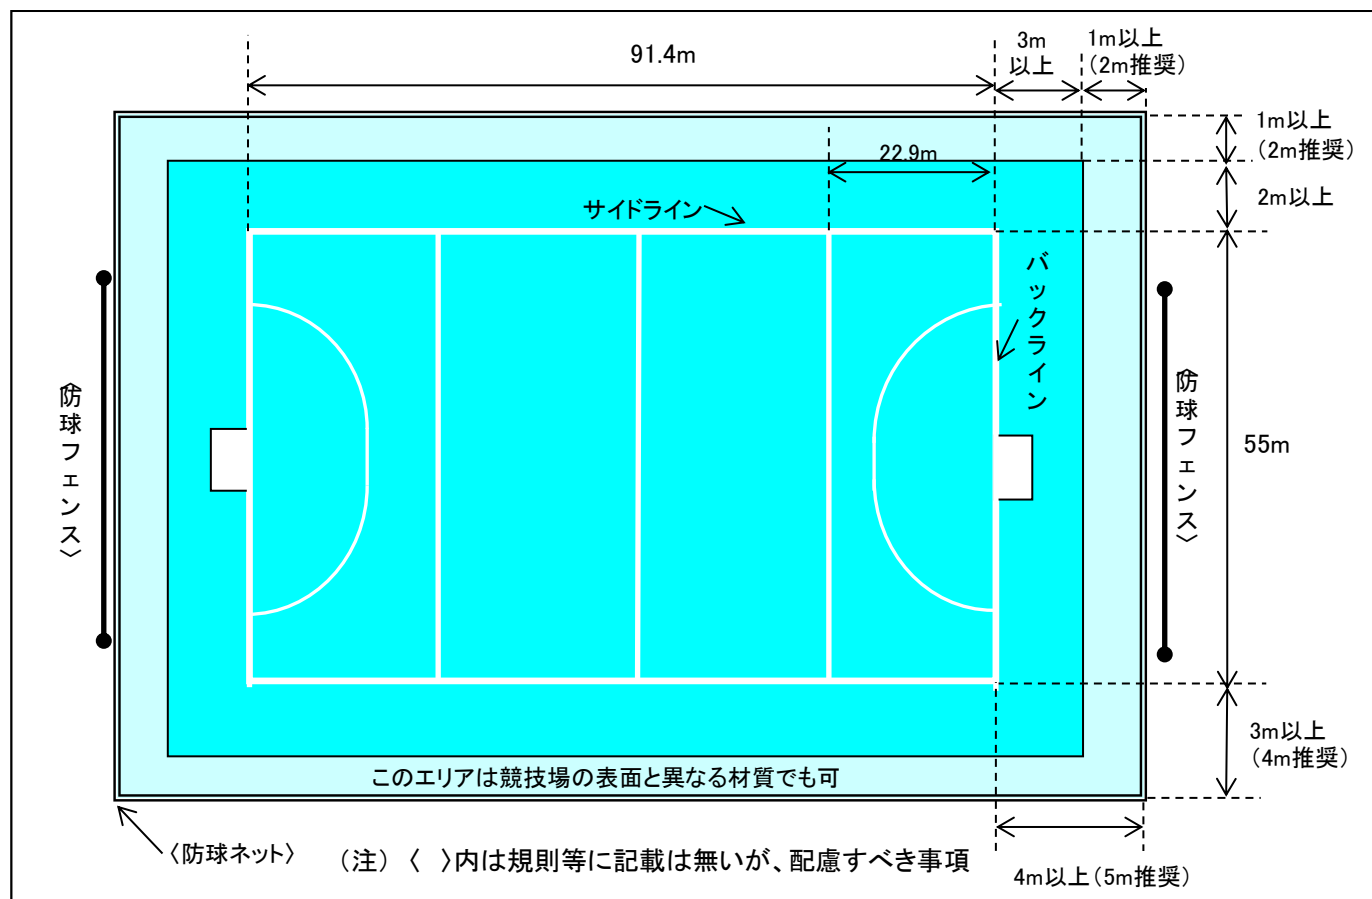 91.4m
3m
以上
1m以上
（2m推奨）
1m以上
（2m推奨）
22.9m
2m以上
サイドライン
バックライン
〈防球フェンス〉
〈防球フェンス〉
55m
3m以上
（4m推奨）
このエリアは競技場の表面と異なる材質でも可
〈防球ネット〉
（注）〈　〉内は規則等に記載は無いが、配慮すべき事項
4m以上（5m推奨）